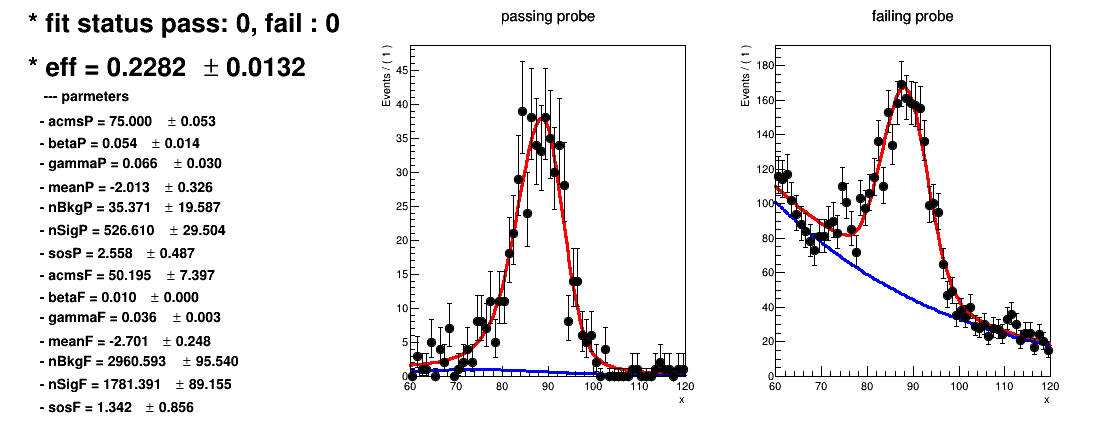 * fit status pass: 0, fail : 0
* eff = 0.2282 ± 0.0132
--- parmeters
- acmsP = 75.000 ± 0.053
- betaP = 0.054 ± 0.014
- gammaP = 0.066 ± 0.030
- meanP = -2.013 ± 0.326
- nBkgP = 35.371 ± 19.587
- nSigP = 526.610 ± 29.504
- sosP = 2.558 ± 0.487
- acmsF = 50.195 ± 7.397
- betaF = 0.010 ± 0.000
- gammaF = 0.036 ± 0.003
- meanF = -2.701 ± 0.248
- nBkgF = 2960.593 ± 95.540
- nSigF = 1781.391 ± 89.155
- sosF = 1.342 ± 0.856
passing probe
Events / ( 1 )
45
40
35
30
25
20
15
10
5
0
60 70 80 90 100 110 120
x
failing probe
Events / ( 1 )
180
160
140
120
100
80
60
40
20
0
60 70 80 90 100 110 120
x